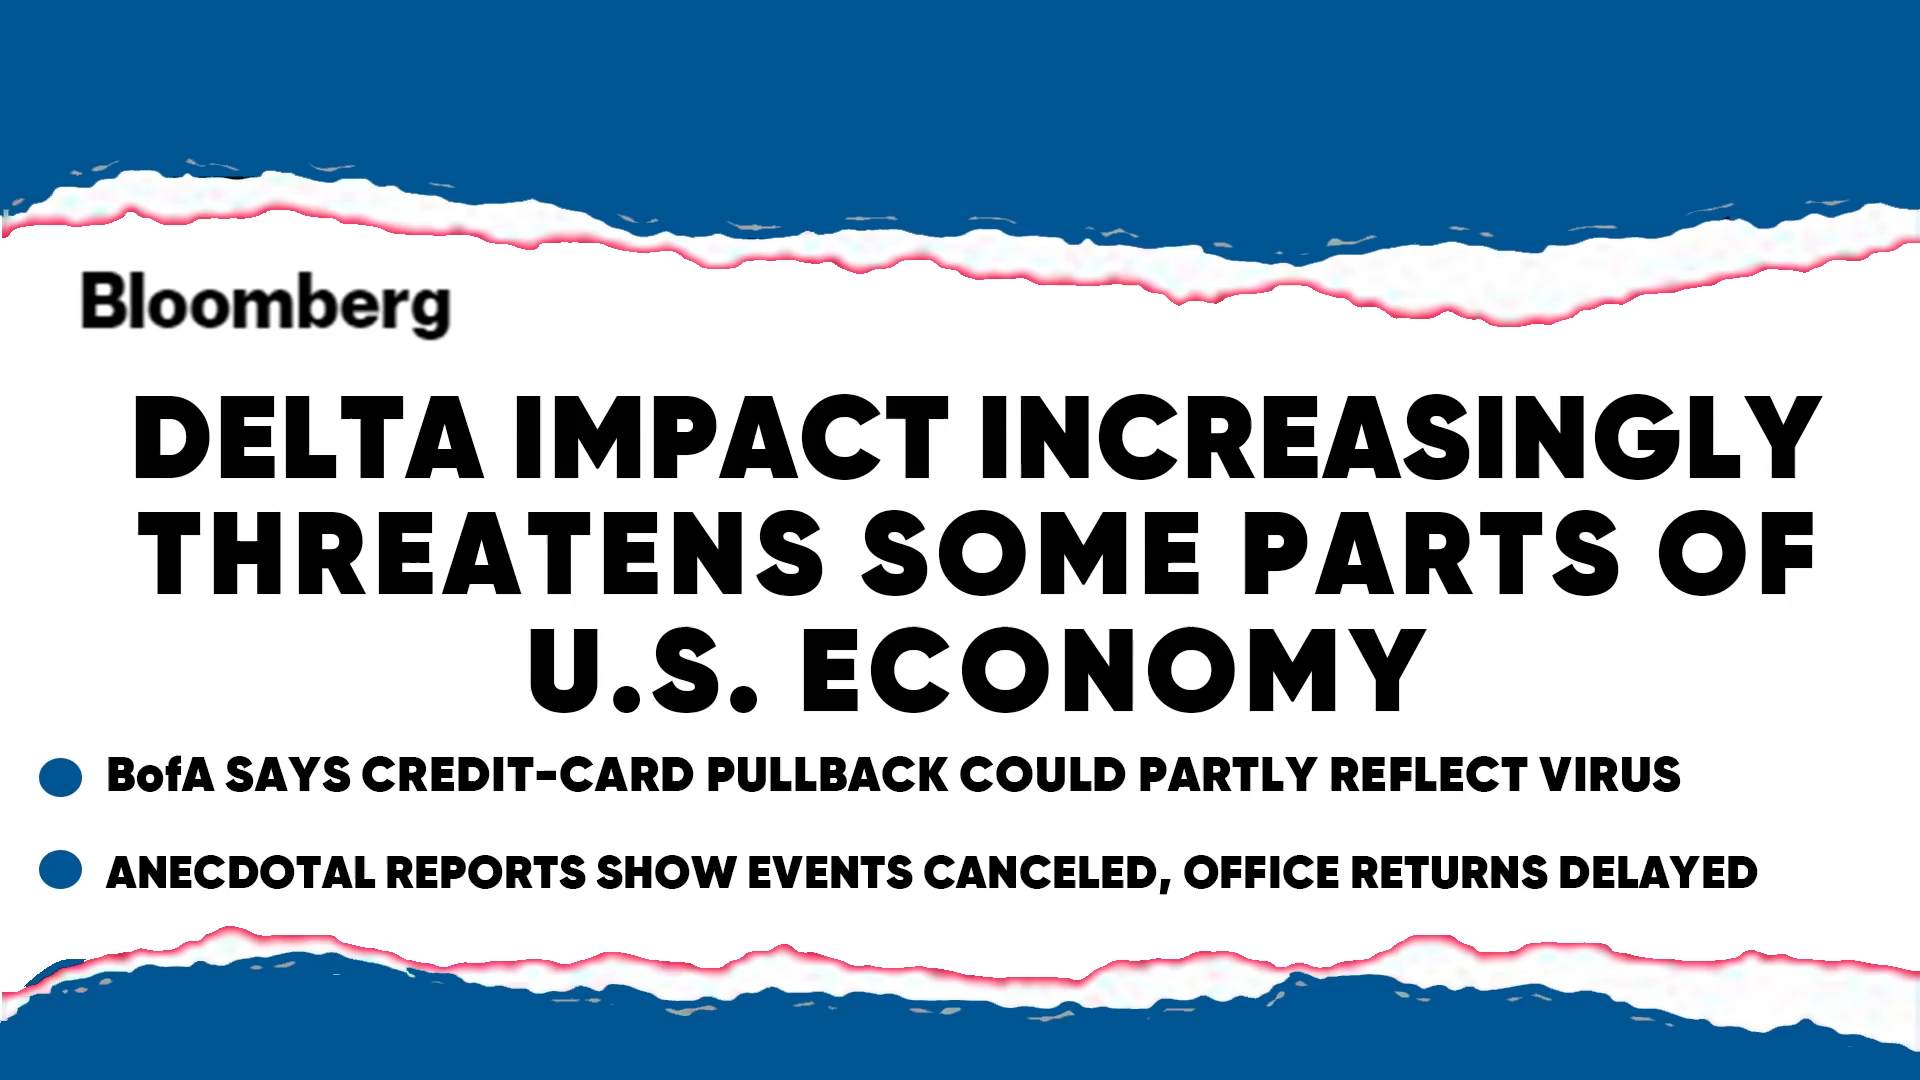 Bloomberg
DELTA IMPACT INCREASINGLY
THREATENS SOME PARTS OF
U.S. ECONOMY
BofA SAYS CREDIT-CARD PULLBACK COULD PARTLY REFLECT VIRUS
ANECDOTAL REPORTS SHOW EVENTS CANCELED, OFFICE RETURNS DELAYED